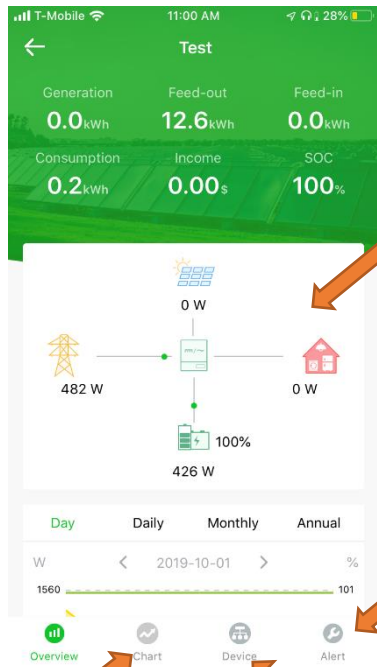 T-Mobile 11:00 AM 28%
Test
Generation Feed-out Feed-in
0.0kWh 12.6kWh 0.0kWh
Consumption Income SOC
0.2kWh 0.00$ 100%
0 W
482 W 0 W
100%
426 W
Day Daily Monthly Annual
W < 2019-10-01 > %
1560 101
Overview Chart Device Alert